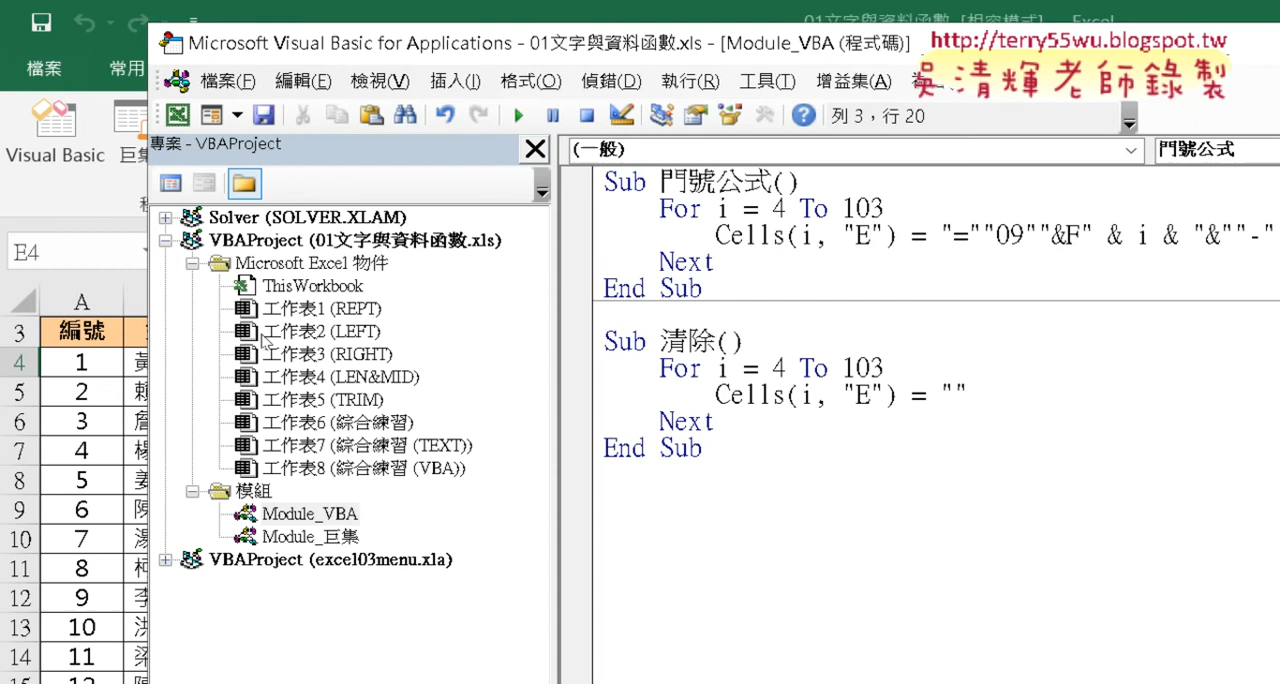 01文字與資料函數 [相容模式] - Excel
檔案
常用
Visual Basic
巨集
E4
A
3 編號
4 1
5 2
6 3
7 4
8 5
9 6
10 7
11 8
12 9
13 10
14 11
15 12
Microsoft Visual Basic for Applications - 01文字與資料函數.xls - [Module_VBA (程式碼)]
http://terry55wu.blogspot.tw
吳清輝老師錄製
檔案(F) 編輯(E) 檢視(V) 插入(I) 格式(O) 偵錯(D) 執行(R) 工具(T) 增益集(A)
列 3，行 20
專案 - VBAProject
Solver (SOLVER.XLAM)
VBAProject (01文字與資料函數.xls)
Microsoft Excel 物件
ThisWorkbook
工作表1 (REPT)
工作表2 (LEFT)
工作表3 (RIGHT)
工作表4 (LEN&MID)
工作表5 (TRIM)
工作表6 (綜合練習)
工作表7 (綜合練習 (TEXT))
工作表8 (綜合練習 (VBA))
模組
Module_VBA
Module_巨集
VBAProject (excel03menu.xla)
(一般) 門號公式
Sub 門號公式()
For i = 4 To 103
Cells(i, "E") = "=""09""&F" & i & "&""-"
Next
End Sub
Sub 清除()
For i = 4 To 103
Cells(i, "E") = ""
Next
End Sub